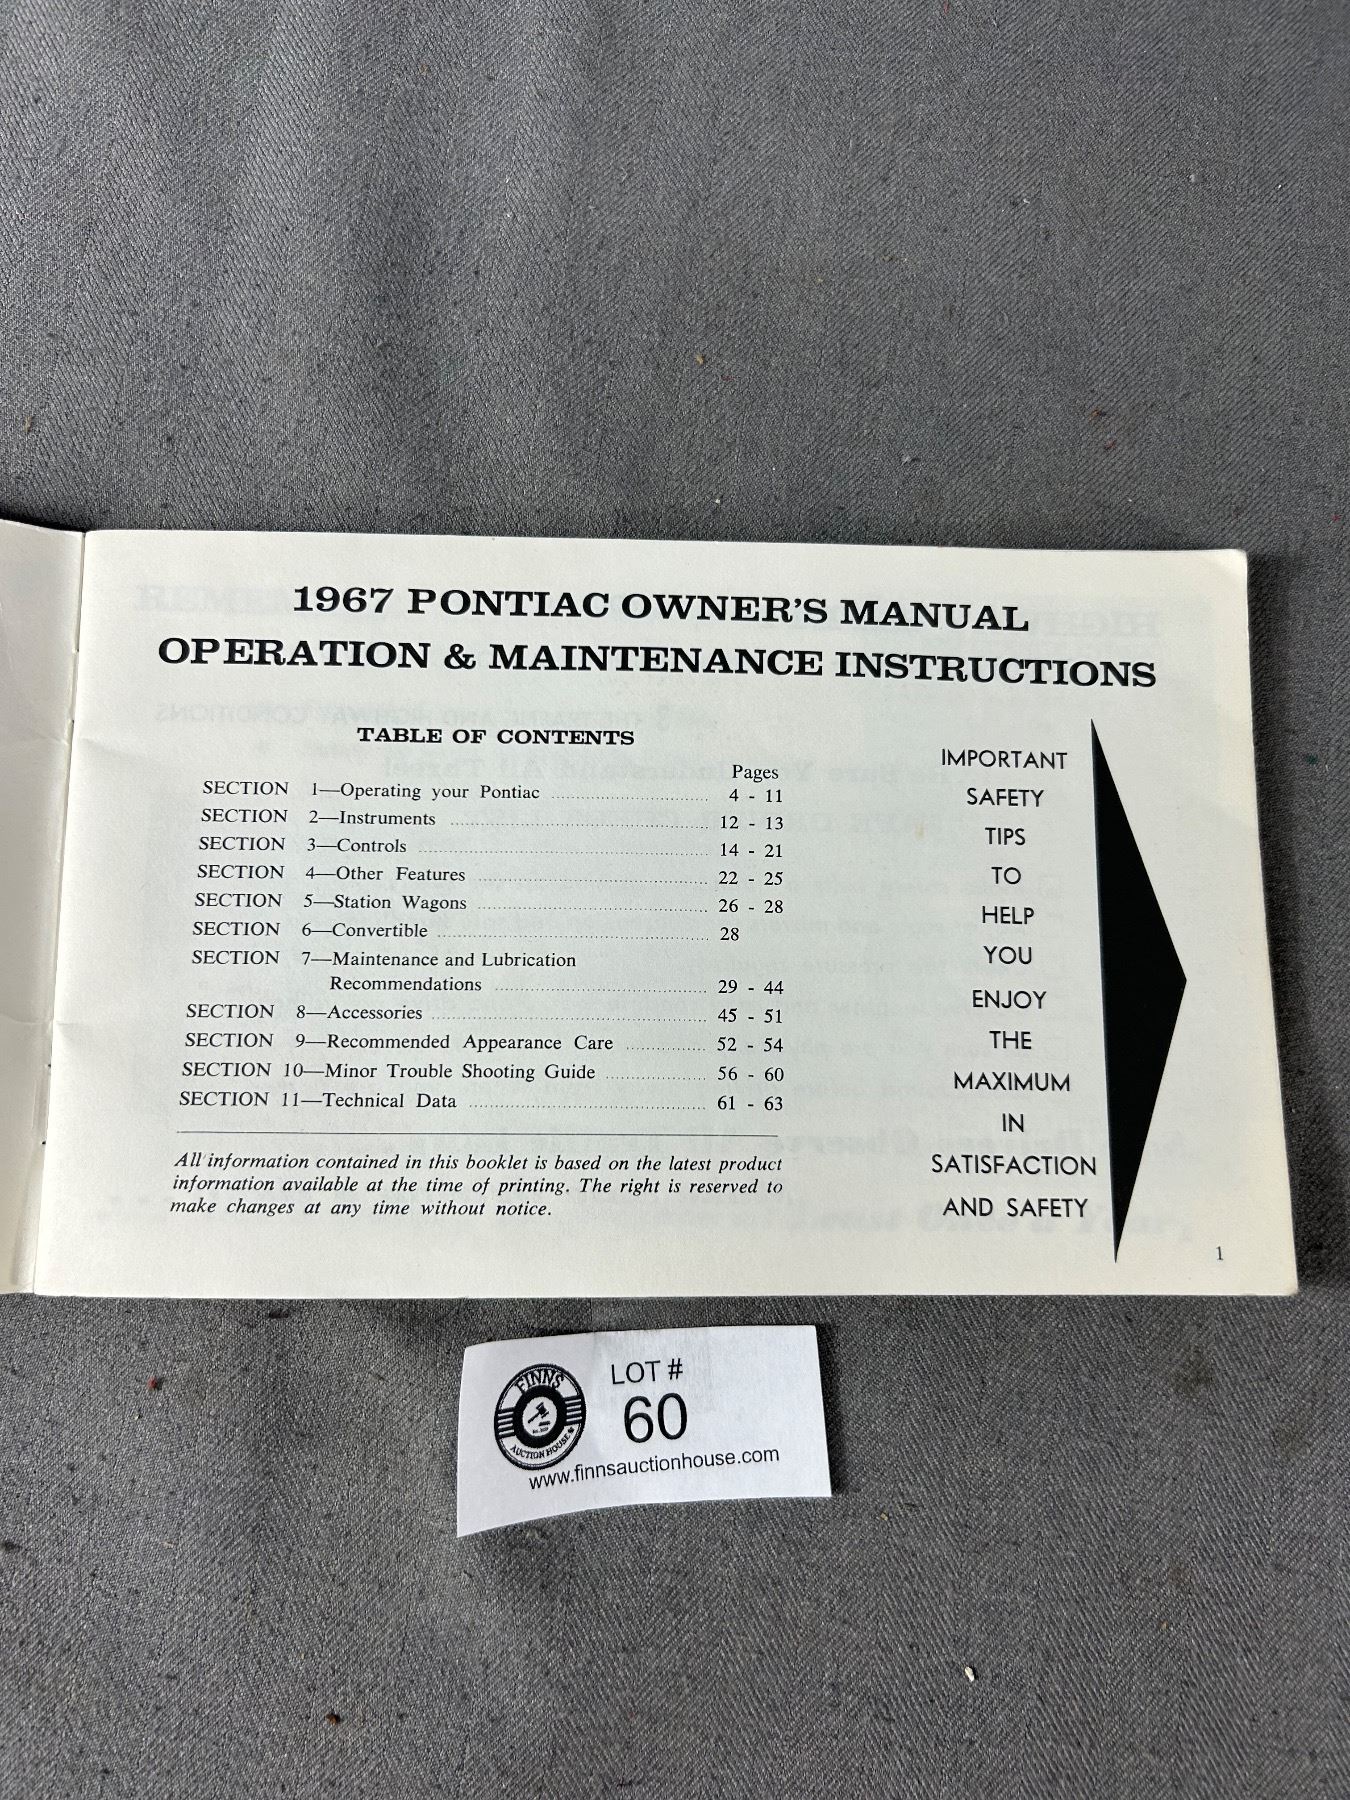 1967 PONTIAC OWNER'S MANUAL
OPERATION & MAINTENANCE INSTRUCTIONS
TABLE OF CONTENTS
Pages
SECTION 1—Operating your Pontiac 4 - 11
SECTION 2—Instruments 12 - 13
SECTION 3—Controls 14 - 21
SECTION 4—Other Features 22 - 25
SECTION 5—Station Wagons 26 - 28
SECTION 6—Convertible 28
SECTION 7—Maintenance and Lubrication
Recommendations 29 - 44
SECTION 8—Accessories 45 - 51
SECTION 9—Recommended Appearance Care 52 - 54
SECTION 10—Minor Trouble Shooting Guide 56 - 60
SECTION 11—Technical Data 61 - 63
All information contained in this booklet is based on the latest product
information available at the time of printing. The right is reserved to
make changes at any time without notice.
IMPORTANT
SAFETY
TIPS
TO
HELP
YOU
ENJOY
THE
MAXIMUM
IN
SATISFACTION
AND SAFETY
1
FINNS
AUCTION HOUSE
LOT #
60
www.finnsauctionhouse.com